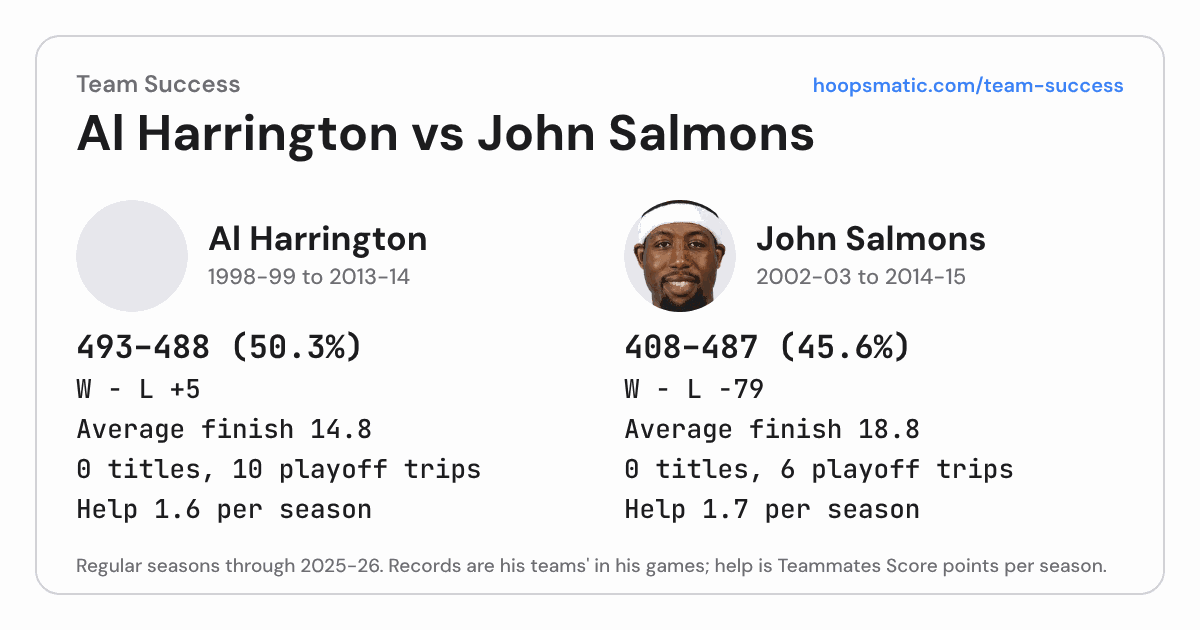 Team Success
hoopsmatic.com/team-success
Al Harrington vs John Salmons
Al Harrington
1998-99 to 2013-14
493-488 (50.3%)
W - L +5
Average finish 14.8
0 titles, 10 playoff trips
Help 1.6 per season
John Salmons
2002-03 to 2014-15
408-487 (45.6%)
W - L -79
Average finish 18.8
0 titles, 6 playoff trips
Help 1.7 per season
Regular seasons through 2025-26. Records are his teams' in his games; help is Teammates Score points per season.